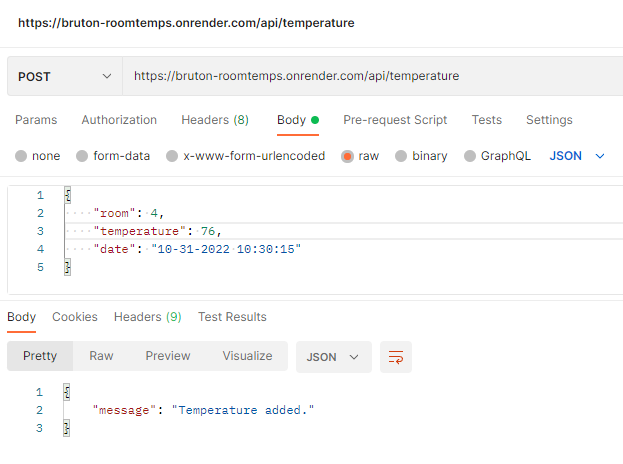 https://bruton-roomtemps.onrender.com/api/temperature
POST https://bruton-roomtemps.onrender.com/api/temperature
Params Authorization Headers (8) Body Pre-request Script Tests Settings
none form-data x-www-form-urlencoded raw binary GraphQL JSON
1 {
2 ····"room": 4,
3 ····"temperature": 76,
4 ····"date": "10-31-2022 10:30:15"
5 }
Body Cookies Headers (9) Test Results
Pretty Raw Preview Visualize JSON
1 {
2 "message": "Temperature added."
3 }